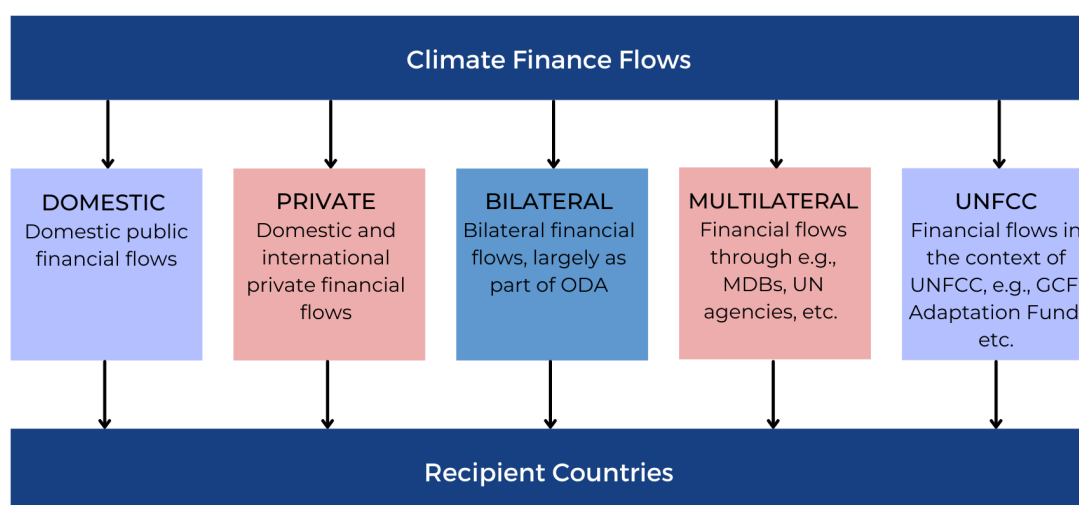 Climate Finance Flows
DOMESTIC
Domestic public
financial flows
PRIVATE
Domestic and
international
private financial
flows
BILATERAL
Bilateral financial
flows, largely as
part of ODA
MULTILATERAL
Financial flows
through e.g.,
MDBs, UN
agencies, etc.
UNFCC
Financial flows in
the context of
UNFCC, e.g., GCF,
Adaptation Fund,
etc.
Recipient Countries